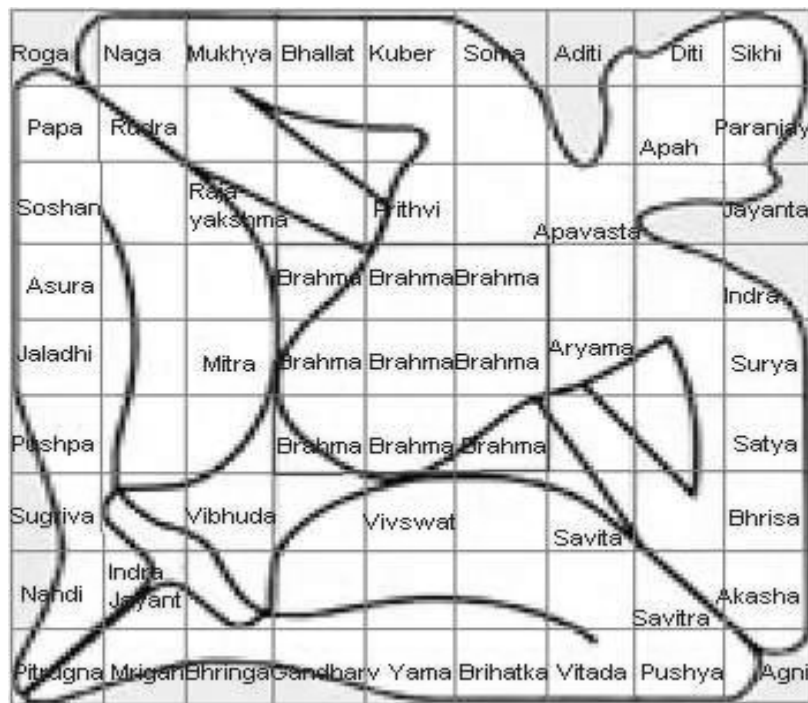 Roga Naga Mukhya Bhallat Kuber Soma Aditi Diti Sikhi
Papa Rudra Apah Paranjay
Soshan Raja- yakshma Prithvi Apavasta Jayanta
Asura Brahma Brahma Brahma Indra
Jaladhi Mitra Brahma Brahma Brahma Aryama Surya
Pushpa Brahma Brahma Brahma Satya
Sugriva Vibhuda Vivswat Savita Bhrisa
Nandi Indra Jayant Savitra Akasha
Pitrugna Mrigan Bhringa Gandharv Yama Brihatka Vitada Pushya Agni